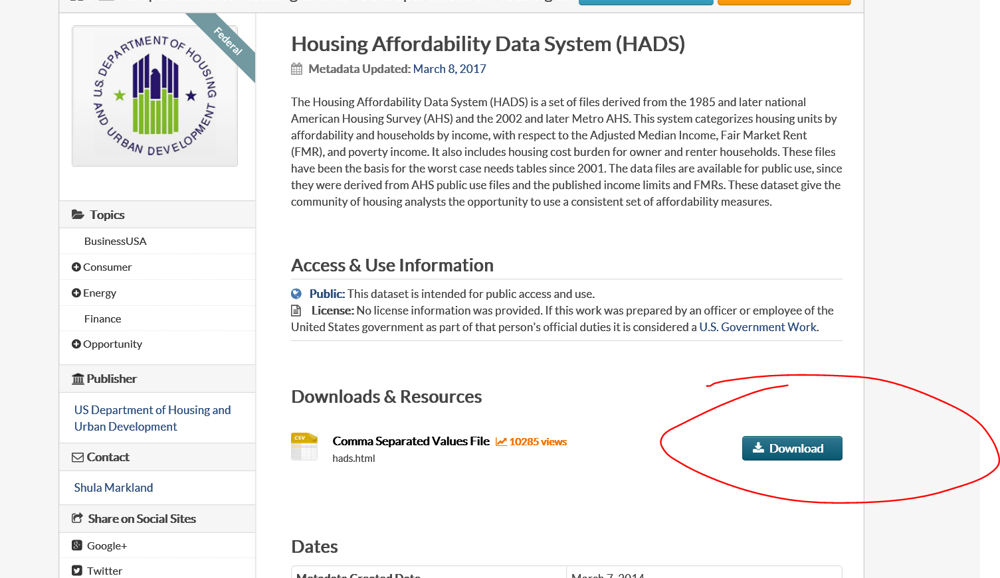 Federal
U.S. DEPARTMENT OF HOUSING
AND URBAN DEVELOPMENT
Topics
BusinessUSA
Consumer
Energy
Finance
Opportunity
Publisher
US Department of Housing and
Urban Development
Contact
Shula Markland
Share on Social Sites
Google+
Twitter
Housing Affordability Data System (HADS)
Metadata Updated: March 8, 2017
The Housing Affordability Data System (HADS) is a set of files derived from the 1985 and later national
American Housing Survey (AHS) and the 2002 and later Metro AHS. This system categorizes housing units by
affordability and households by income, with respect to the Adjusted Median Income, Fair Market Rent
(FMR), and poverty income. It also includes housing cost burden for owner and renter households. These files
have been the basis for the worst case needs tables since 2001. The data files are available for public use, since
they were derived from AHS public use files and the published income limits and FMRs. These dataset give the
community of housing analysts the opportunity to use a consistent set of affordability measures.
Access & Use Information
Public: This dataset is intended for public access and use.
License: No license information was provided. If this work was prepared by an officer or employee of the
United States government as part of that person's official duties it is considered a U.S. Government Work.
Downloads & Resources
CSV
Comma Separated Values File 10285 views
hads.html
Download
Dates
Metadata Created Date March 7, 2014